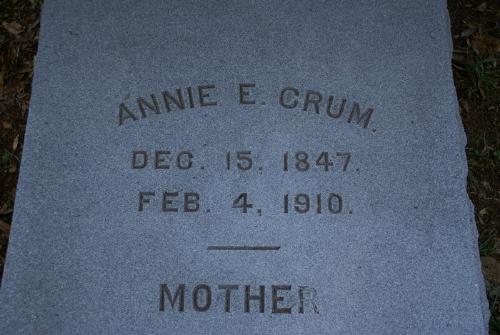 ANNIE E. CRUM.
DEC. 15, 1847.
FEB. 4, 1910.
MOTHER